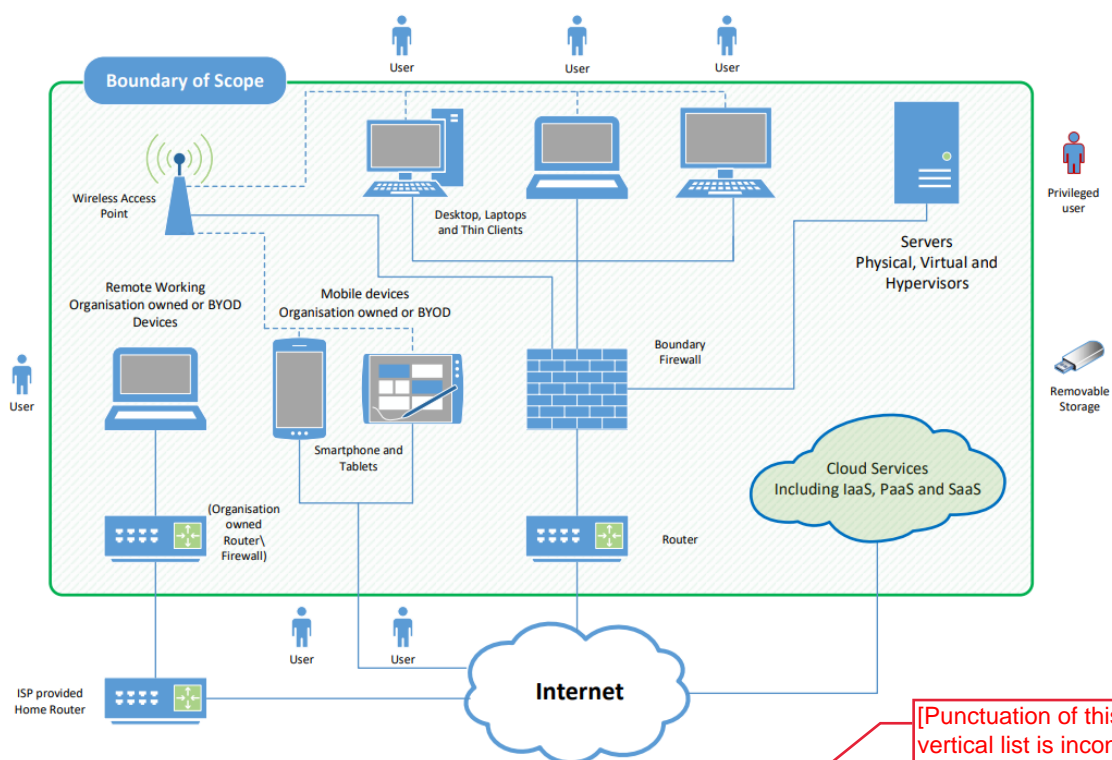 User
User
User
Boundary of Scope
Wireless Access
Point
Desktop, Laptops
and Thin Clients
Privileged
user
Servers
Physical, Virtual and
Hypervisors
Remote Working
Organisation owned or BYOD
Devices
Mobile devices
Organisation owned or BYOD
Boundary
Firewall
User
Removable
Storage
Smartphone and
Tablets
Cloud Services
Including IaaS, PaaS and SaaS
(Organisation
owned
Router\
Firewall)
Router
User
User
ISP provided
Home Router
Internet
[Punctuation of this
vertical list is